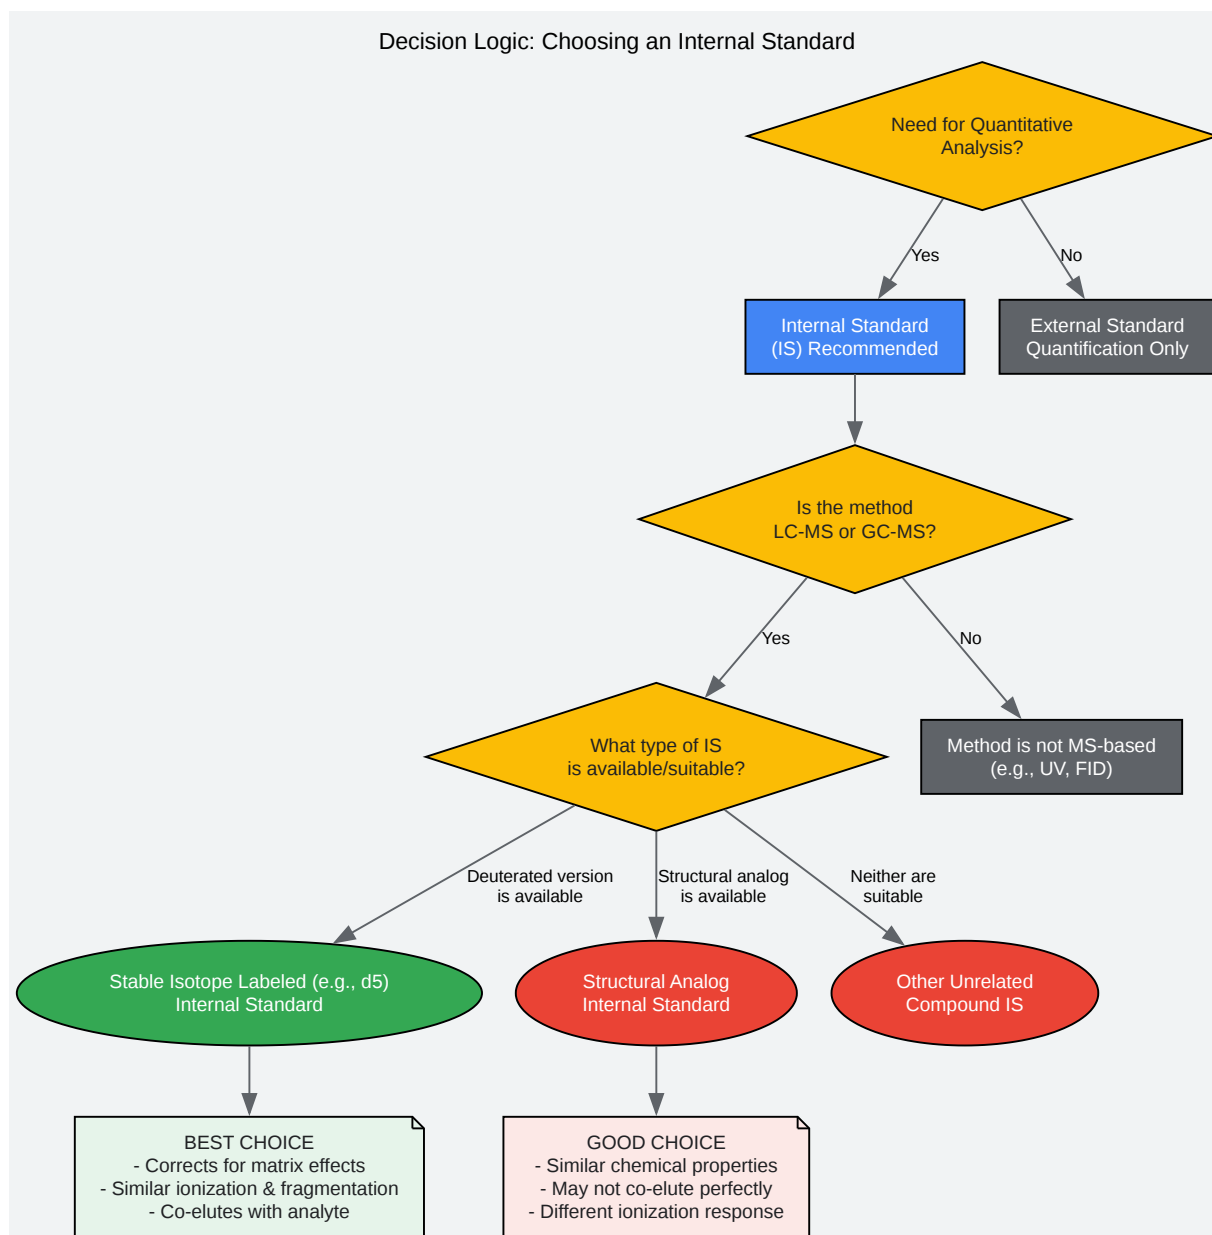 Decision Logic: Choosing an Internal Standard
Need for Quantitative
Analysis?
Yes
No
Internal Standard
(IS) Recommended
External Standard
Quantification Only
Is the method
LC-MS or GC-MS?
Yes
No
What type of IS
is available/suitable?
Method is not MS-based
(e.g., UV, FID)
Deuterated version
is available
Structural analog
is available
Neither are
suitable
Stable Isotope Labeled (e.g., d5)
Internal Standard
Structural Analog
Internal Standard
Other Unrelated
Compound IS
BEST CHOICE
- Corrects for matrix effects
- Similar ionization & fragmentation
- Co-elutes with analyte
GOOD CHOICE
- Similar chemical properties
- May not co-elute perfectly
- Different ionization response